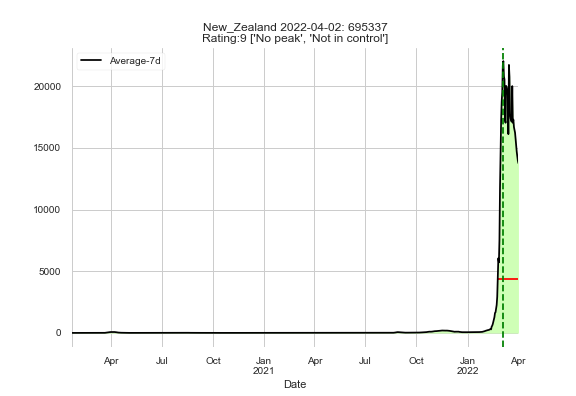 New_Zealand 2022-04-02: 695337
Rating:9 ['No peak', 'Not in control']
Average-7d
20000
15000
10000
5000
0
Apr Jul Oct Jan Apr Jul Oct Jan Apr
2021 2022
Date